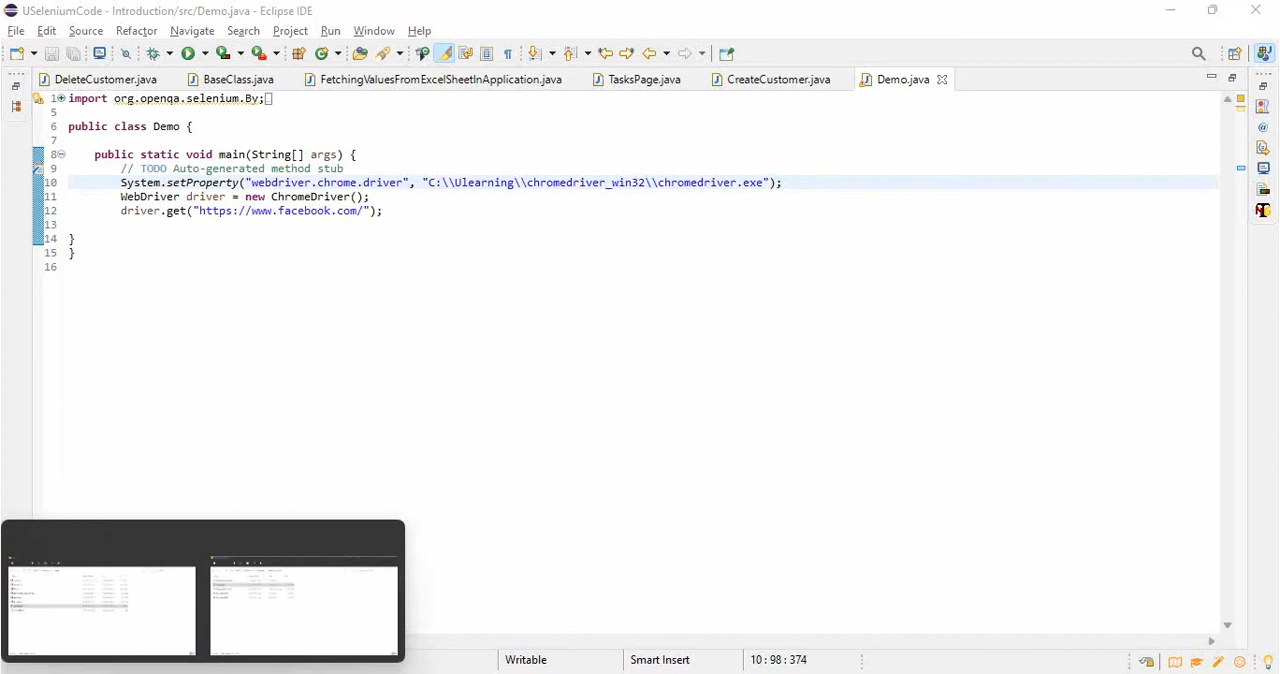 USeleniumCode - Introduction/src/Demo.java - Eclipse IDE
File Edit Source Refactor Navigate Search Project Run Window Help
DeleteCustomer.java BaseClass.java FetchingValuesFromExcelSheetInApplication.java TasksPage.java CreateCustomer.java Demo.java
1 import org.openqa.selenium.By;
5
6 public class Demo {
7
8 public static void main(String[] args) {
9 // TODO Auto-generated method stub
10 System.setProperty("webdriver.chrome.driver", "C:\\Ulearning\\chromedriver_win32\\chromedriver.exe");
11 WebDriver driver = new ChromeDriver();
12 driver.get("https://www.facebook.com/");
13
14 }
15 }
16
Writable Smart Insert 10:98:374